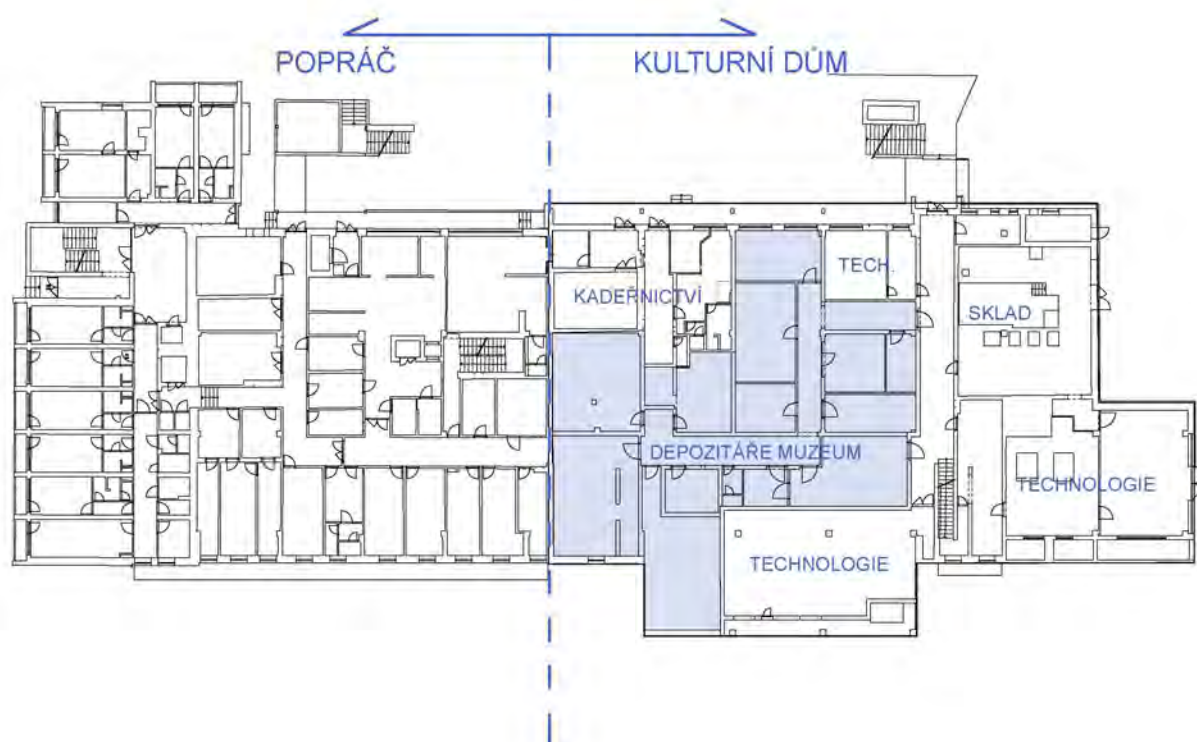 POPRÁČ
KULTURNÍ DŮM
TECH.
KADEŘNICTVÍ
SKLAD
DEPOZITÁŘE MUZEUM
TECHNOLOGIE
TECHNOLOGIE